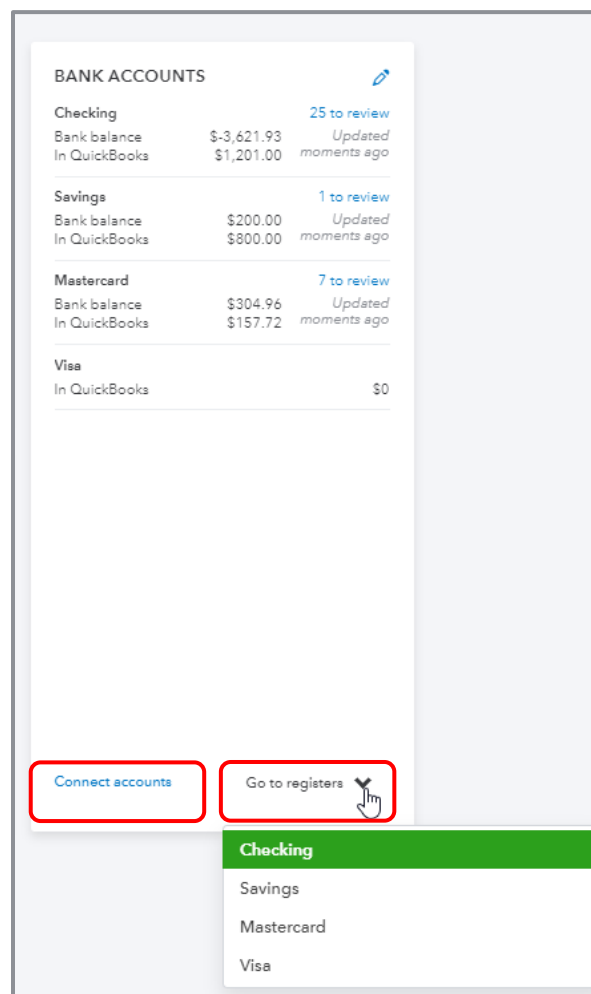 BANK ACCOUNTS
Checking 25 to review
Bank balance $-3,621.93 Updated
In QuickBooks $1,201.00 moments ago
Savings 1 to review
Bank balance $200.00 Updated
In QuickBooks $800.00 moments ago
Mastercard 7 to review
Bank balance $304.96 Updated
In QuickBooks $157.72 moments ago
Visa
In QuickBooks $0
Connect accounts Go to registers
Checking
Savings
Mastercard
Visa